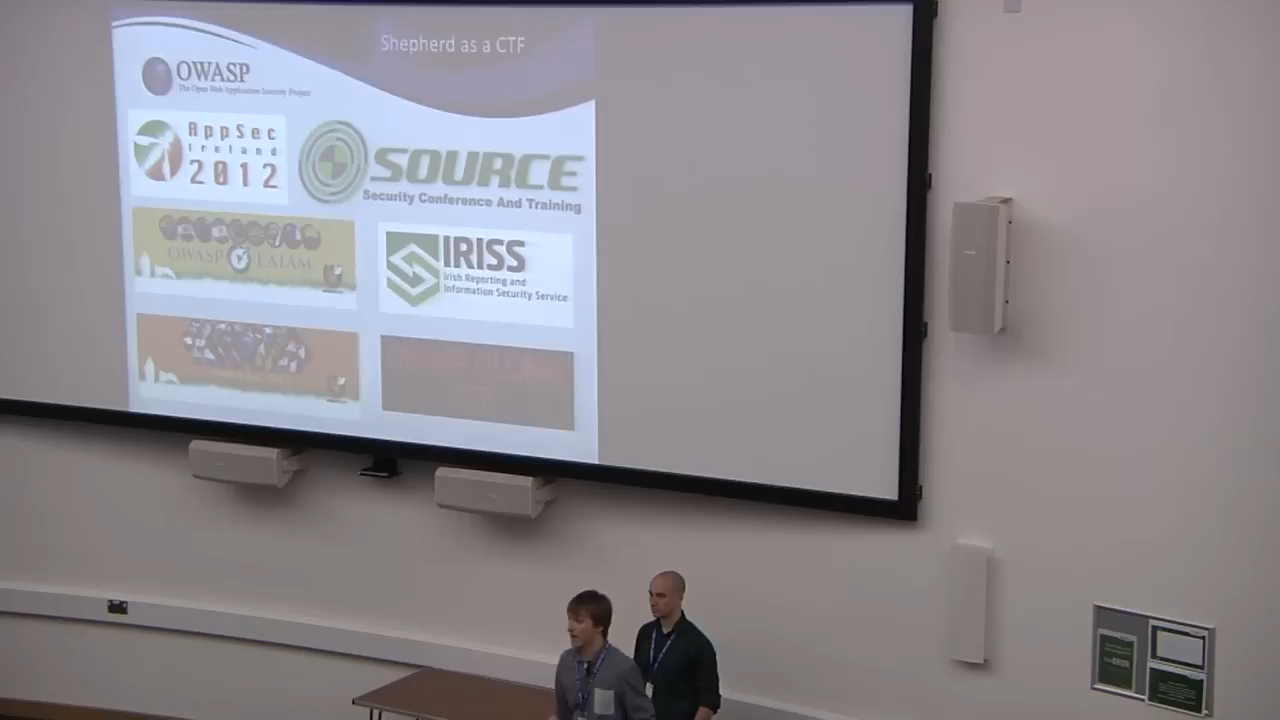 Shepherd as a CTF
OWASP
The Open Web Application Security Project
AppSec
Ireland
2012
SOURCE
Security Conference And Training
OWASP LATAM
IRISS
Irish Reporting and
Information Security Service